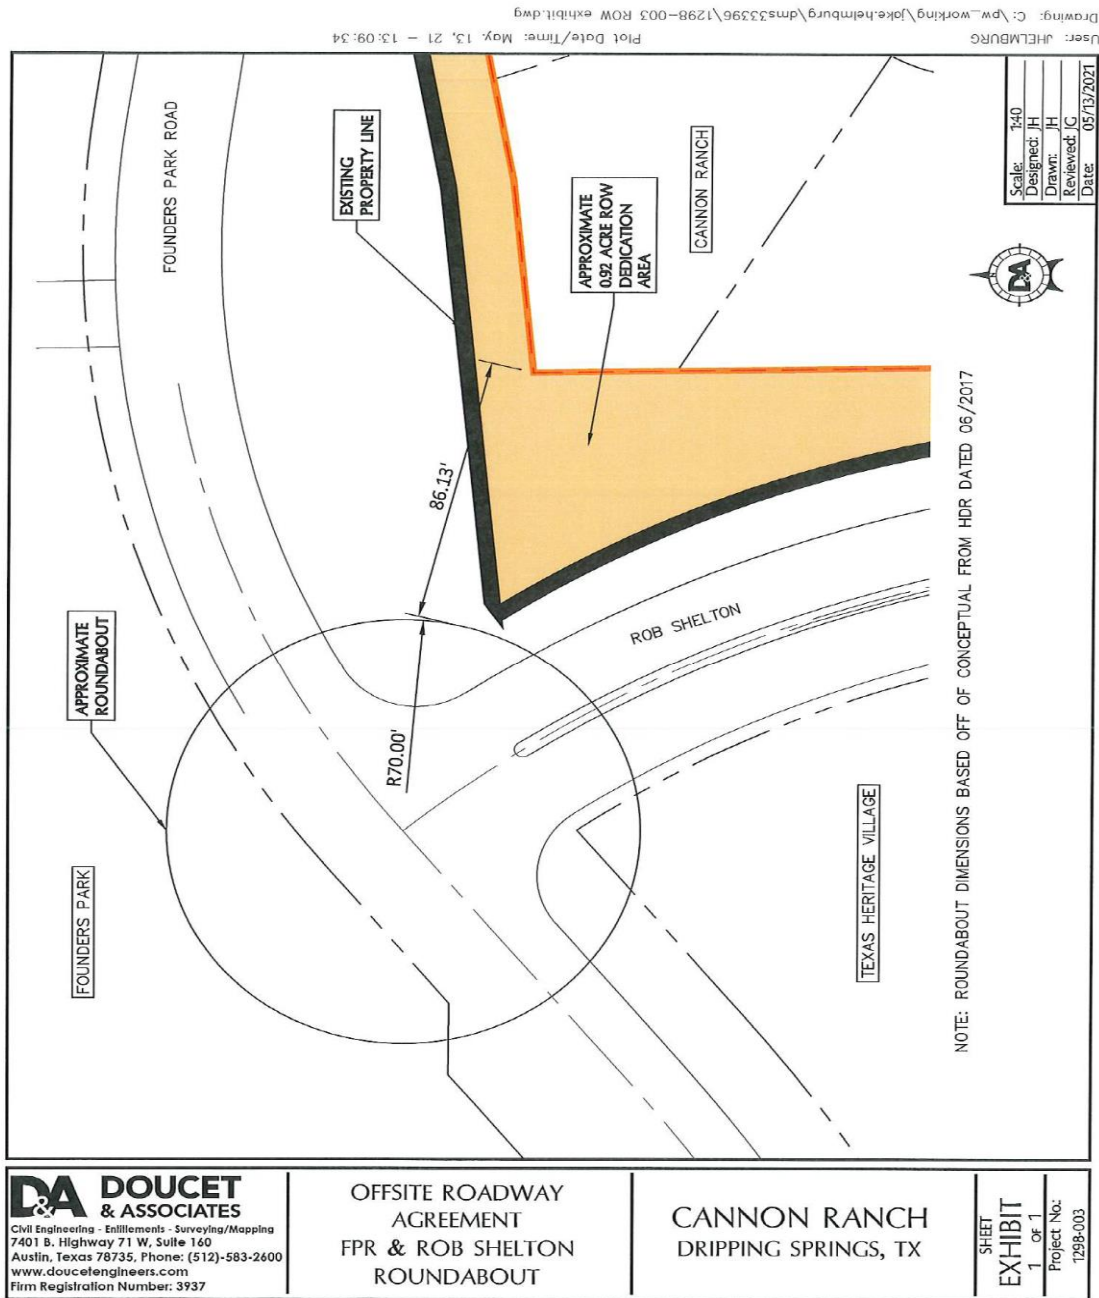 Drawing: C:\pw_working\jake.helmburg\dms33396\1298-003 ROW exhibit.dwg
User: JHELMBURG
Plot Date/Time: May. 13, 21 - 13:09:34
FOUNDERS PARK ROAD
EXISTING
PROPERTY LINE
CANNON RANCH
APPROXIMATE
0.92 ACRE ROW
DEDICATION
AREA
Scale: 1:40
Designed: JH
Drawn: JH
Reviewed: JC
Date: 05/13/2021
N
D&A
86.13'
APPROXIMATE
ROUNDABOUT
ROB SHELTON
R70.00'
FOUNDERS PARK
TEXAS HERITAGE VILLAGE
NOTE: ROUNDABOUT DIMENSIONS BASED OFF OF CONCEPTUAL FROM HDR DATED 06/2017
D&A DOUCET
& ASSOCIATES
Civil Engineering - Entitlements - Surveying/Mapping
7401 B. Highway 71 W, Suite 160
Austin, Texas 78735, Phone: (512)-583-2600
www.doucetengineers.com
Firm Registration Number: 3937
OFFSITE ROADWAY
AGREEMENT
FPR & ROB SHELTON
ROUNDABOUT
CANNON RANCH
DRIPPING SPRINGS, TX
SHEET
EXHIBIT
1 OF 1
Project No.:
1298-003